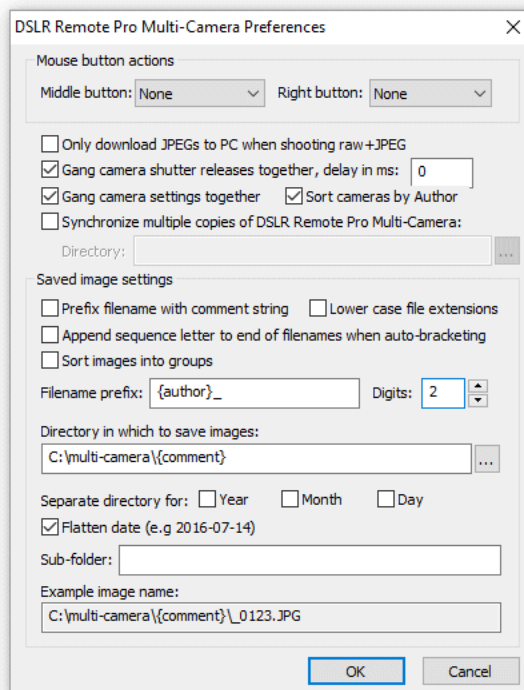 DSLR Remote Pro Multi-Camera Preferences
Mouse button actions
Middle button: None Right button: None
Only download JPEGs to PC when shooting raw+JPEG
Gang camera shutter releases together, delay in ms: 0
Gang camera settings together Sort cameras by Author
Synchronize multiple copies of DSLR Remote Pro Multi-Camera:
Directory: ...
Saved image settings
Prefix filename with comment string Lower case file extensions
Append sequence letter to end of filenames when auto-bracketing
Sort images into groups
Filename prefix: {author}_ Digits: 2
Directory in which to save images:
C:\multi-camera\{comment} ...
Separate directory for: Year Month Day
Flatten date (e.g 2016-07-14)
Sub-folder:
Example image name:
C:\multi-camera\{comment}\_0123.JPG
OK Cancel